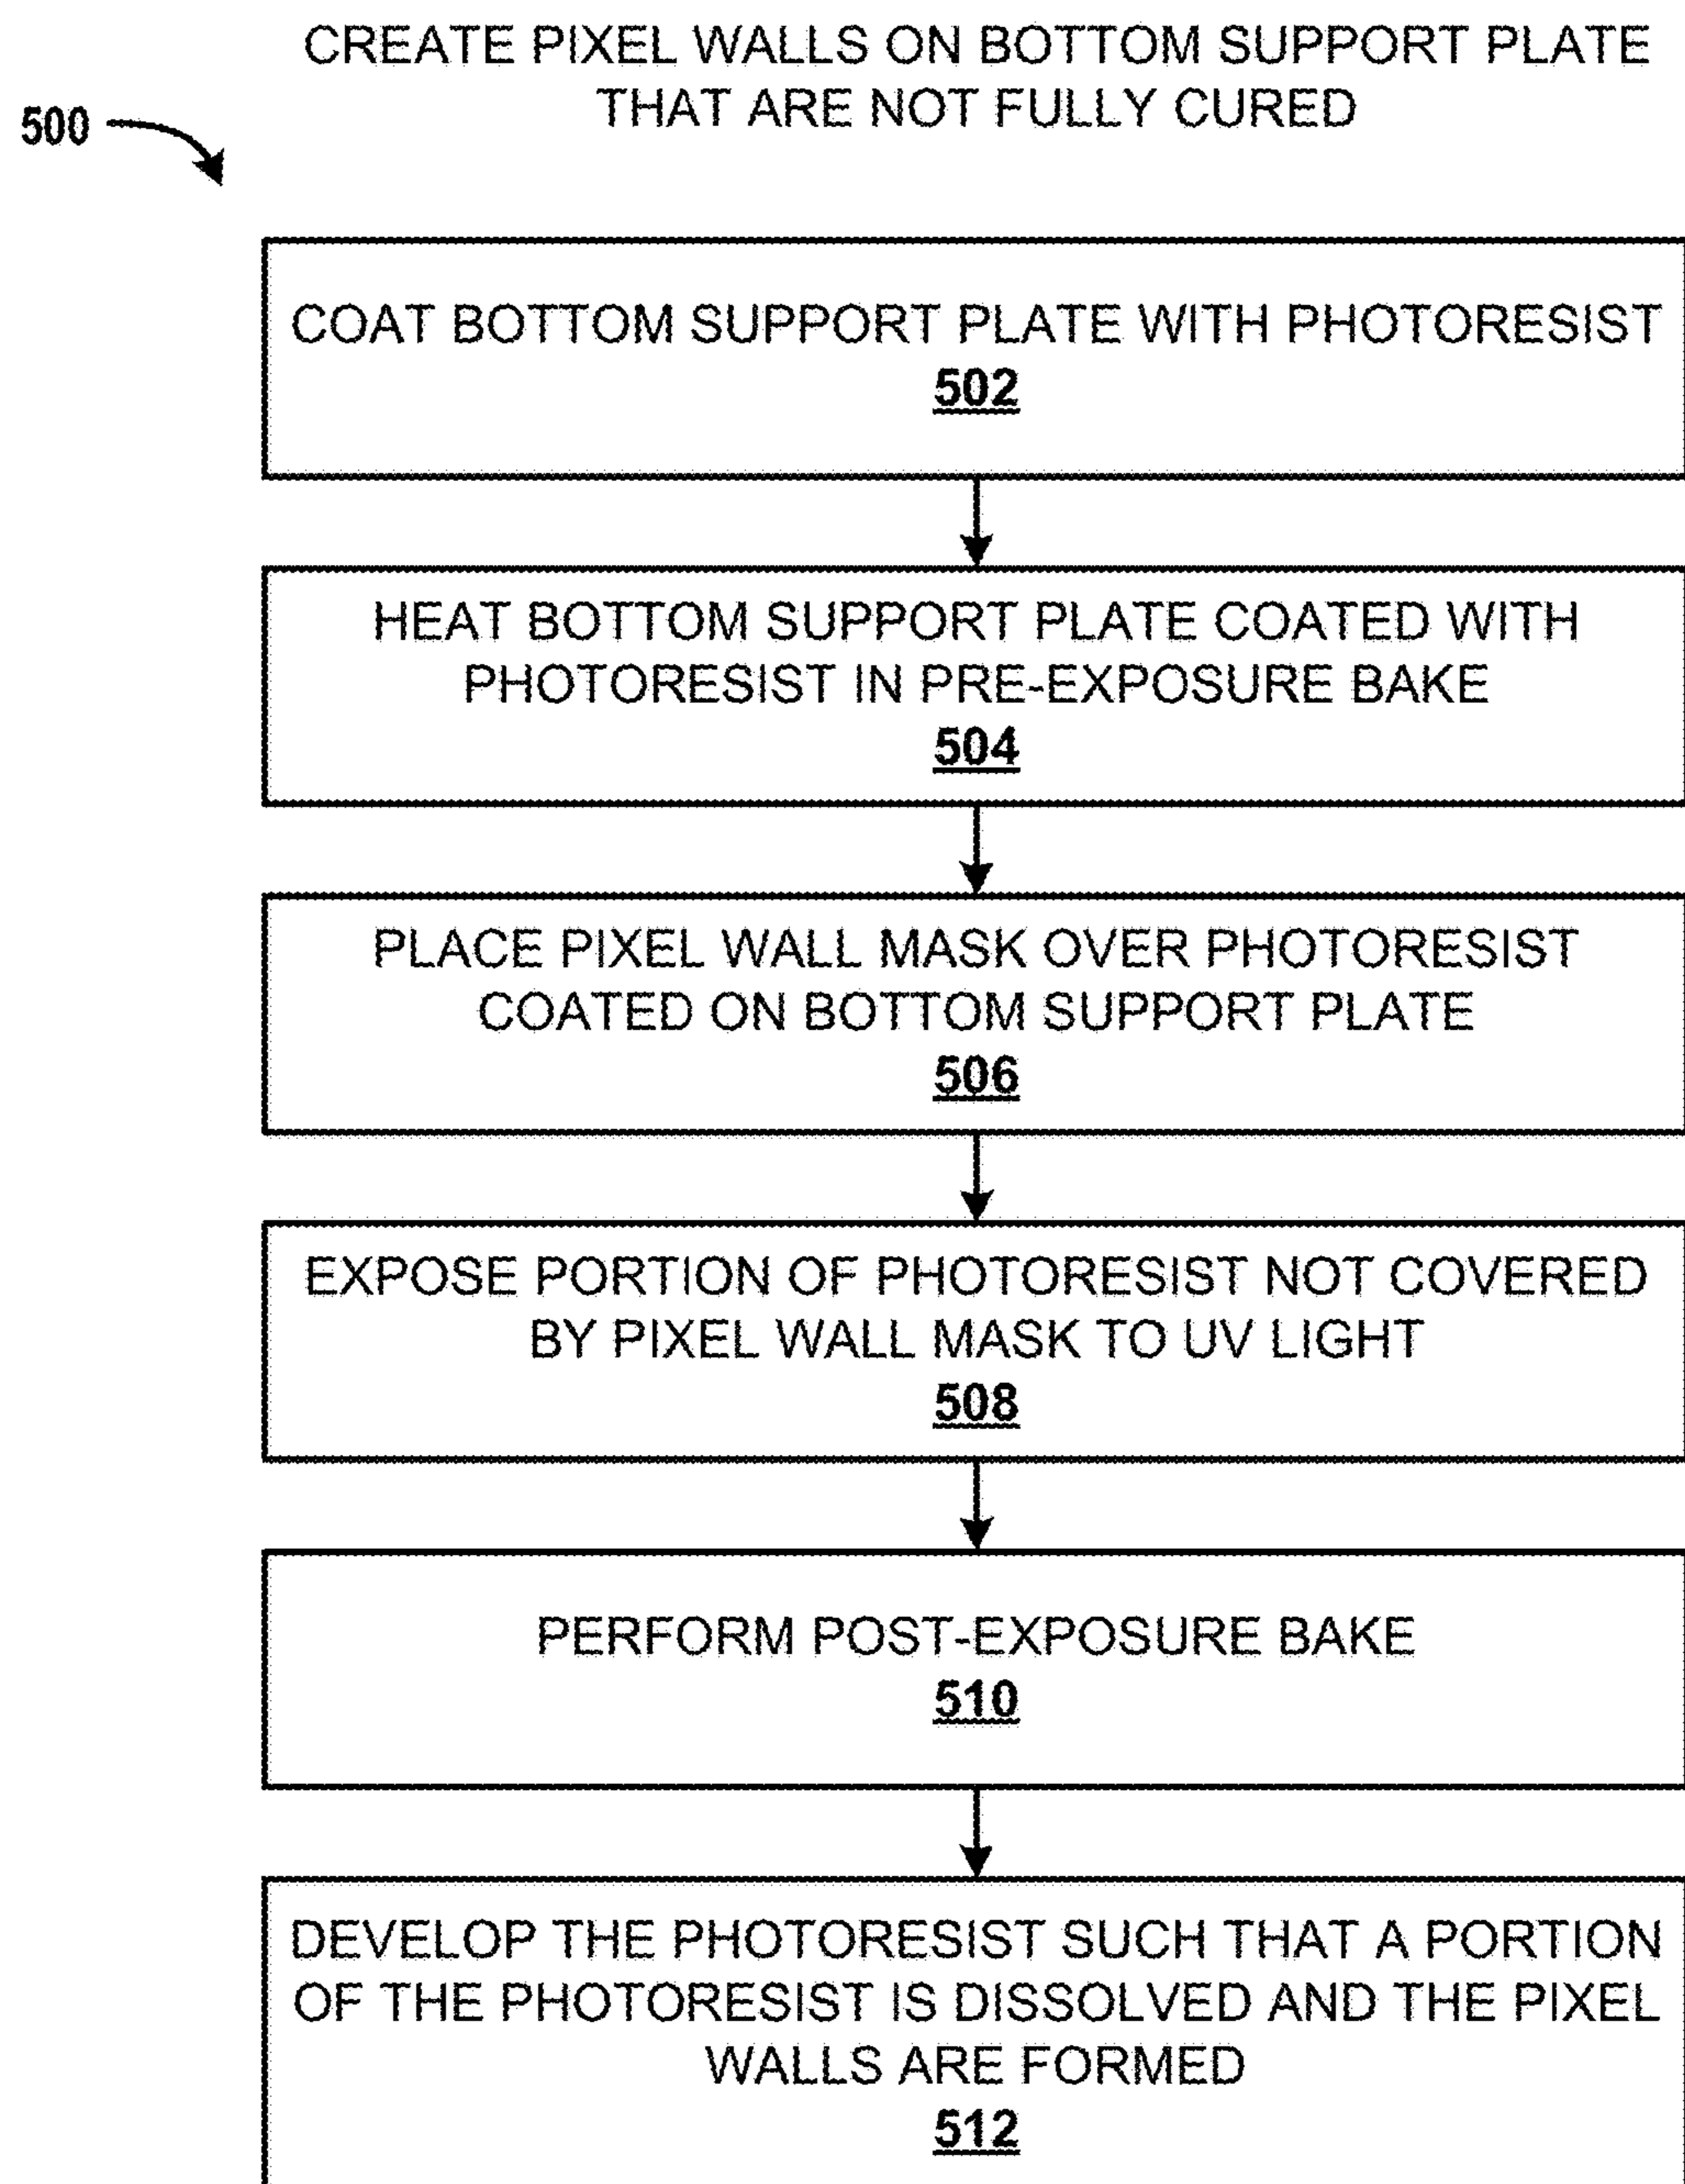 CREATE PIXEL WALLS ON BOTTOM SUPPORT PLATE
THAT ARE NOT FULLY CURED
500
COAT BOTTOM SUPPORT PLATE WITH PHOTORESIST
502
HEAT BOTTOM SUPPORT PLATE COATED WITH
PHOTORESIST IN PRE-EXPOSURE BAKE
504
PLACE PIXEL WALL MASK OVER PHOTORESIST
COATED ON BOTTOM SUPPORT PLATE
506
EXPOSE PORTION OF PHOTORESIST NOT COVERED
BY PIXEL WALL MASK TO UV LIGHT
508
PERFORM POST-EXPOSURE BAKE
510
DEVELOP THE PHOTORESIST SUCH THAT A PORTION
OF THE PHOTORESIST IS DISSOLVED AND THE PIXEL
WALLS ARE FORMED
512